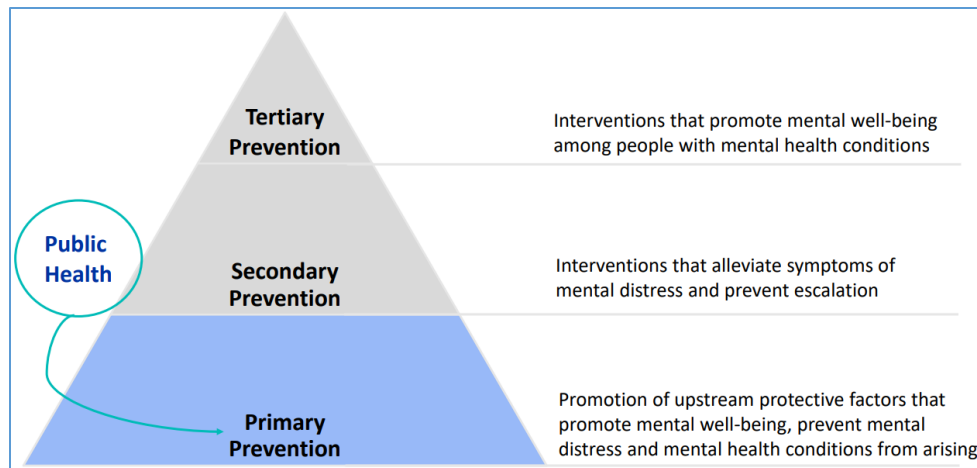 Tertiary
Prevention
Interventions that promote mental well-being
among people with mental health conditions
Public
Health
Secondary
Prevention
Interventions that alleviate symptoms of
mental distress and prevent escalation
Primary
Prevention
Promotion of upstream protective factors that
promote mental well-being, prevent mental
distress and mental health conditions from arising